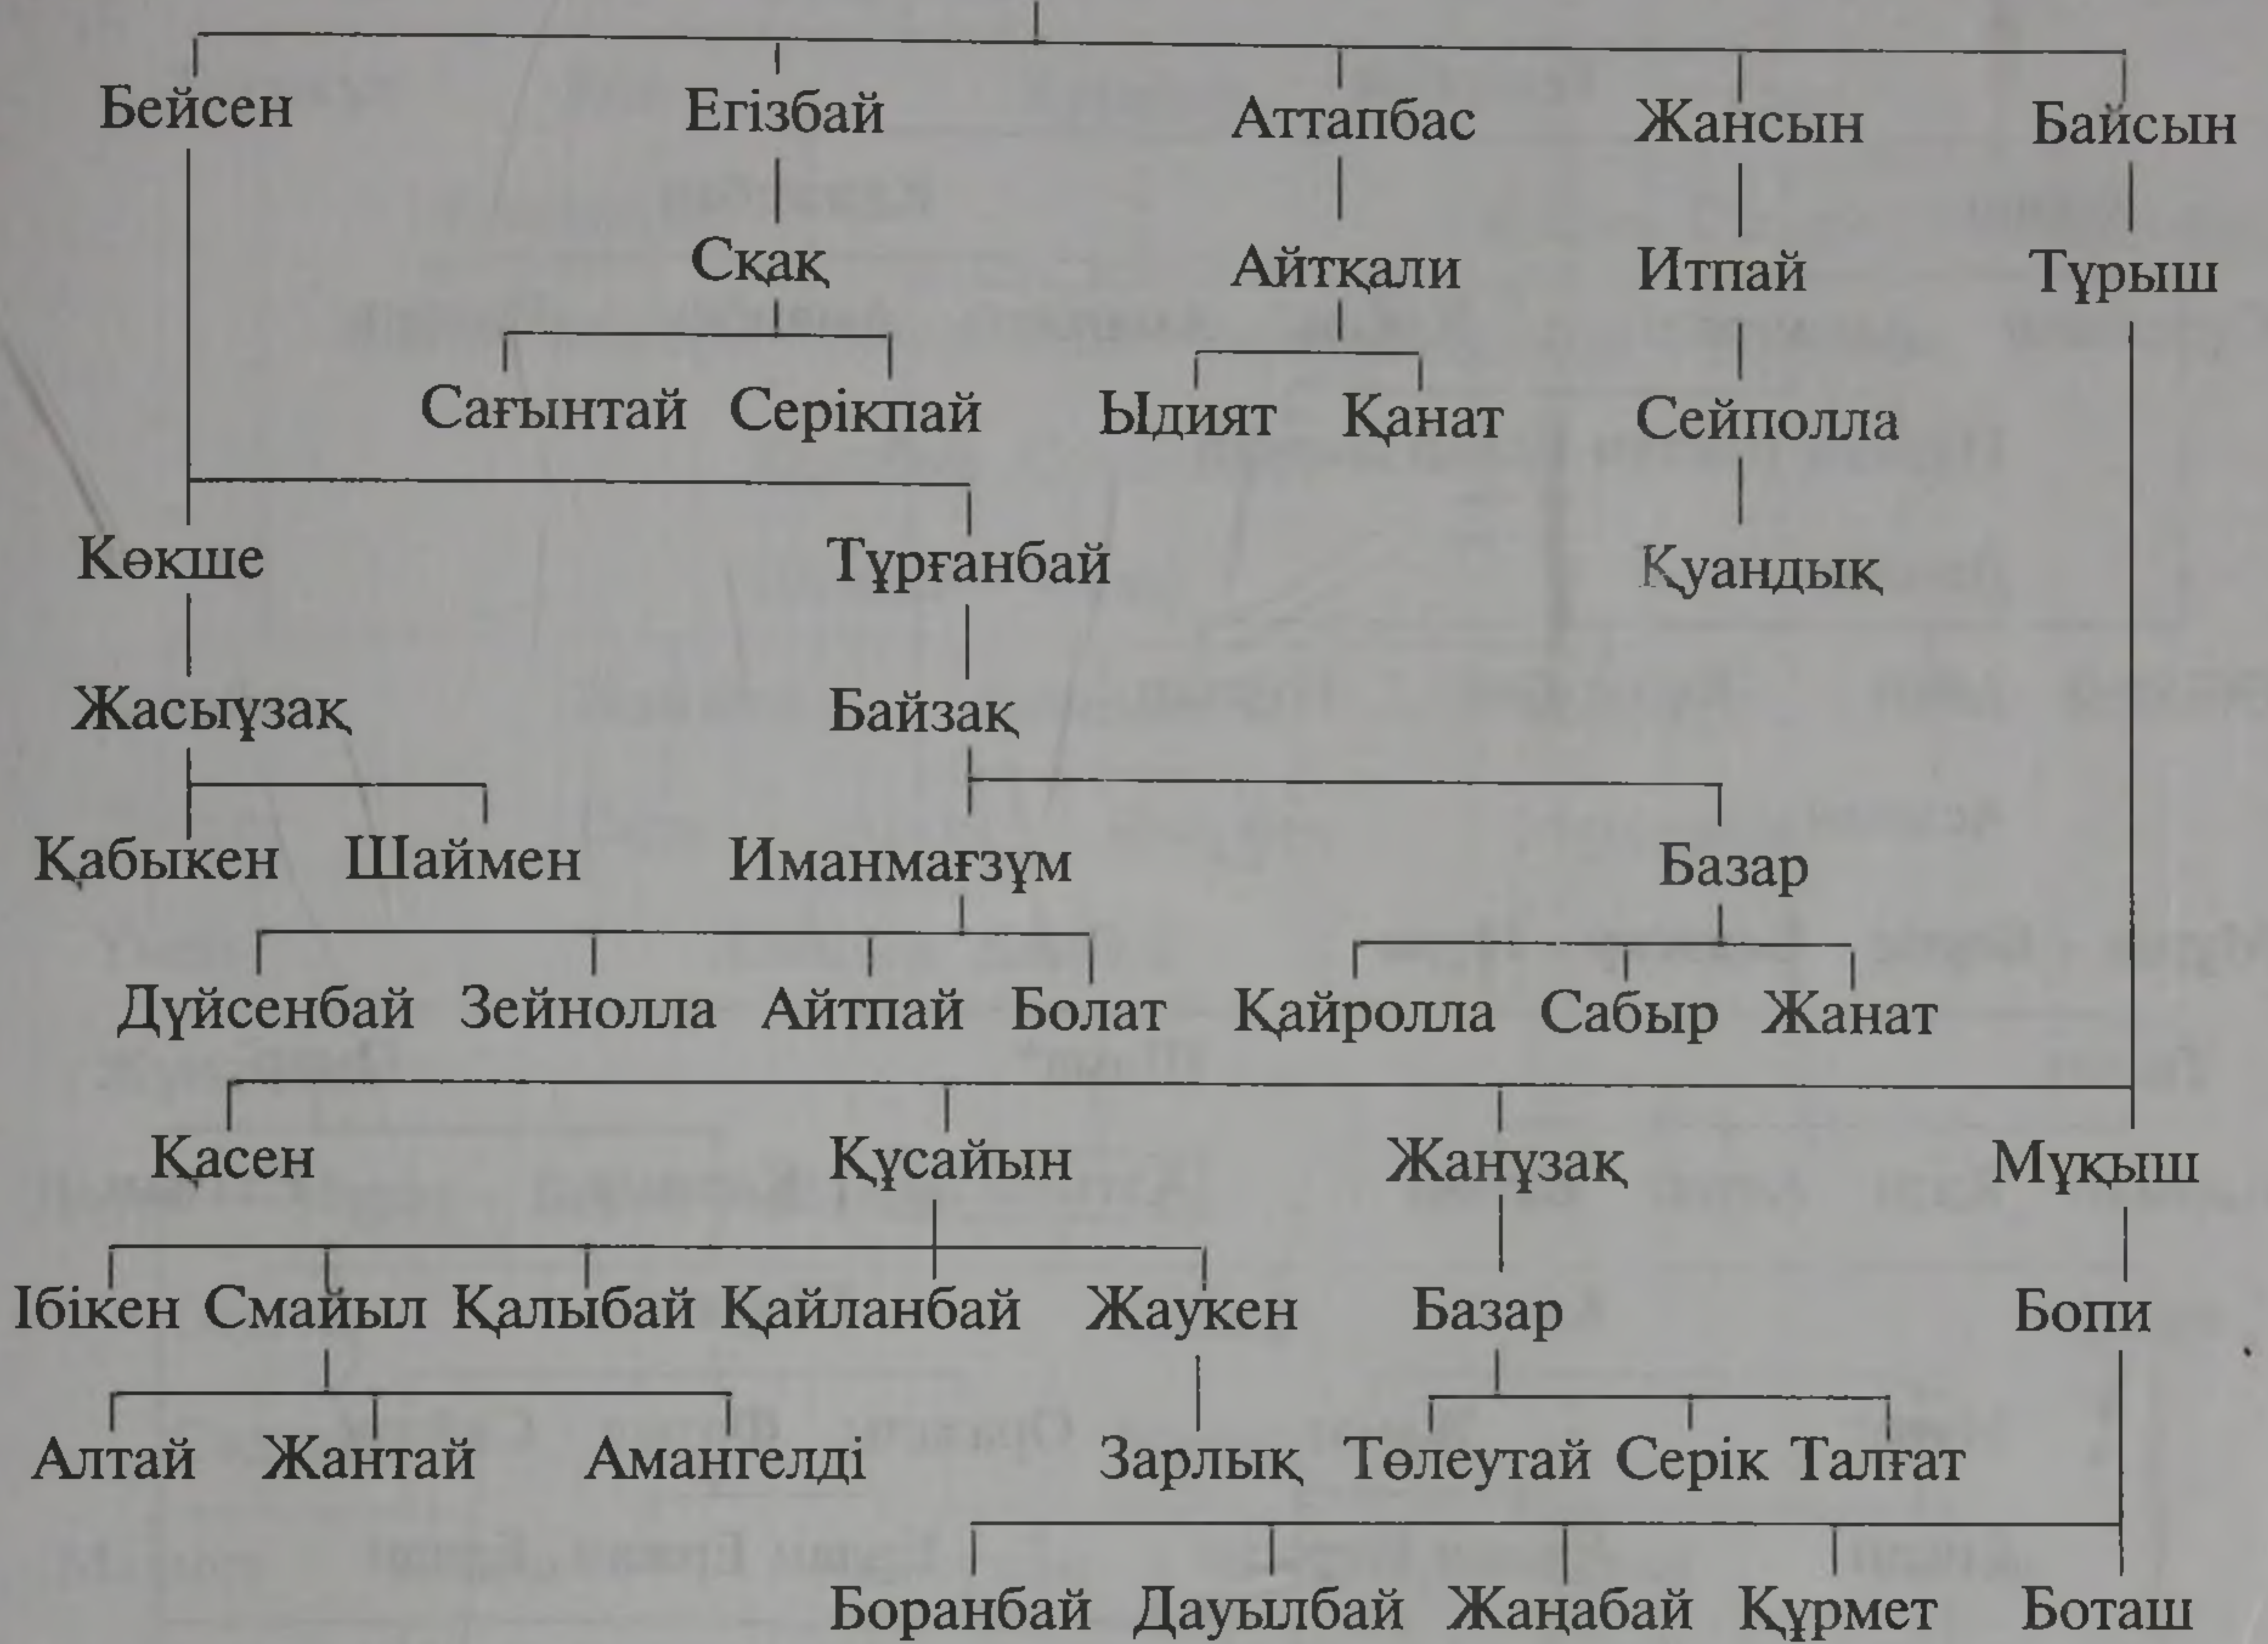 Бейсен Егізбай Аттапбас Жансын Байсын
Сқақ Айтқали Итпай Тұрыш
Сағынтай Серікпай Ыдият Қанат Сейполла
Көкше Тұрғанбай Қуандық
Жасыұзақ Байзақ
Қабыкен Шаймен Иманмағзұм Базар
Дүйсенбай Зейнолла Айтпай Болат Қайролла Сабыр Жанат
Қасен Құсайын Жанұзақ Мұқыш
Ібікен Смайыл Қалыбай Қайланбай Жаукен Базар Бопи
Алтай Жантай Амангелді Зарлық Төлеутай Серік Талғат
Боранбай Дауылбай Жаңабай Құрмет Боташ